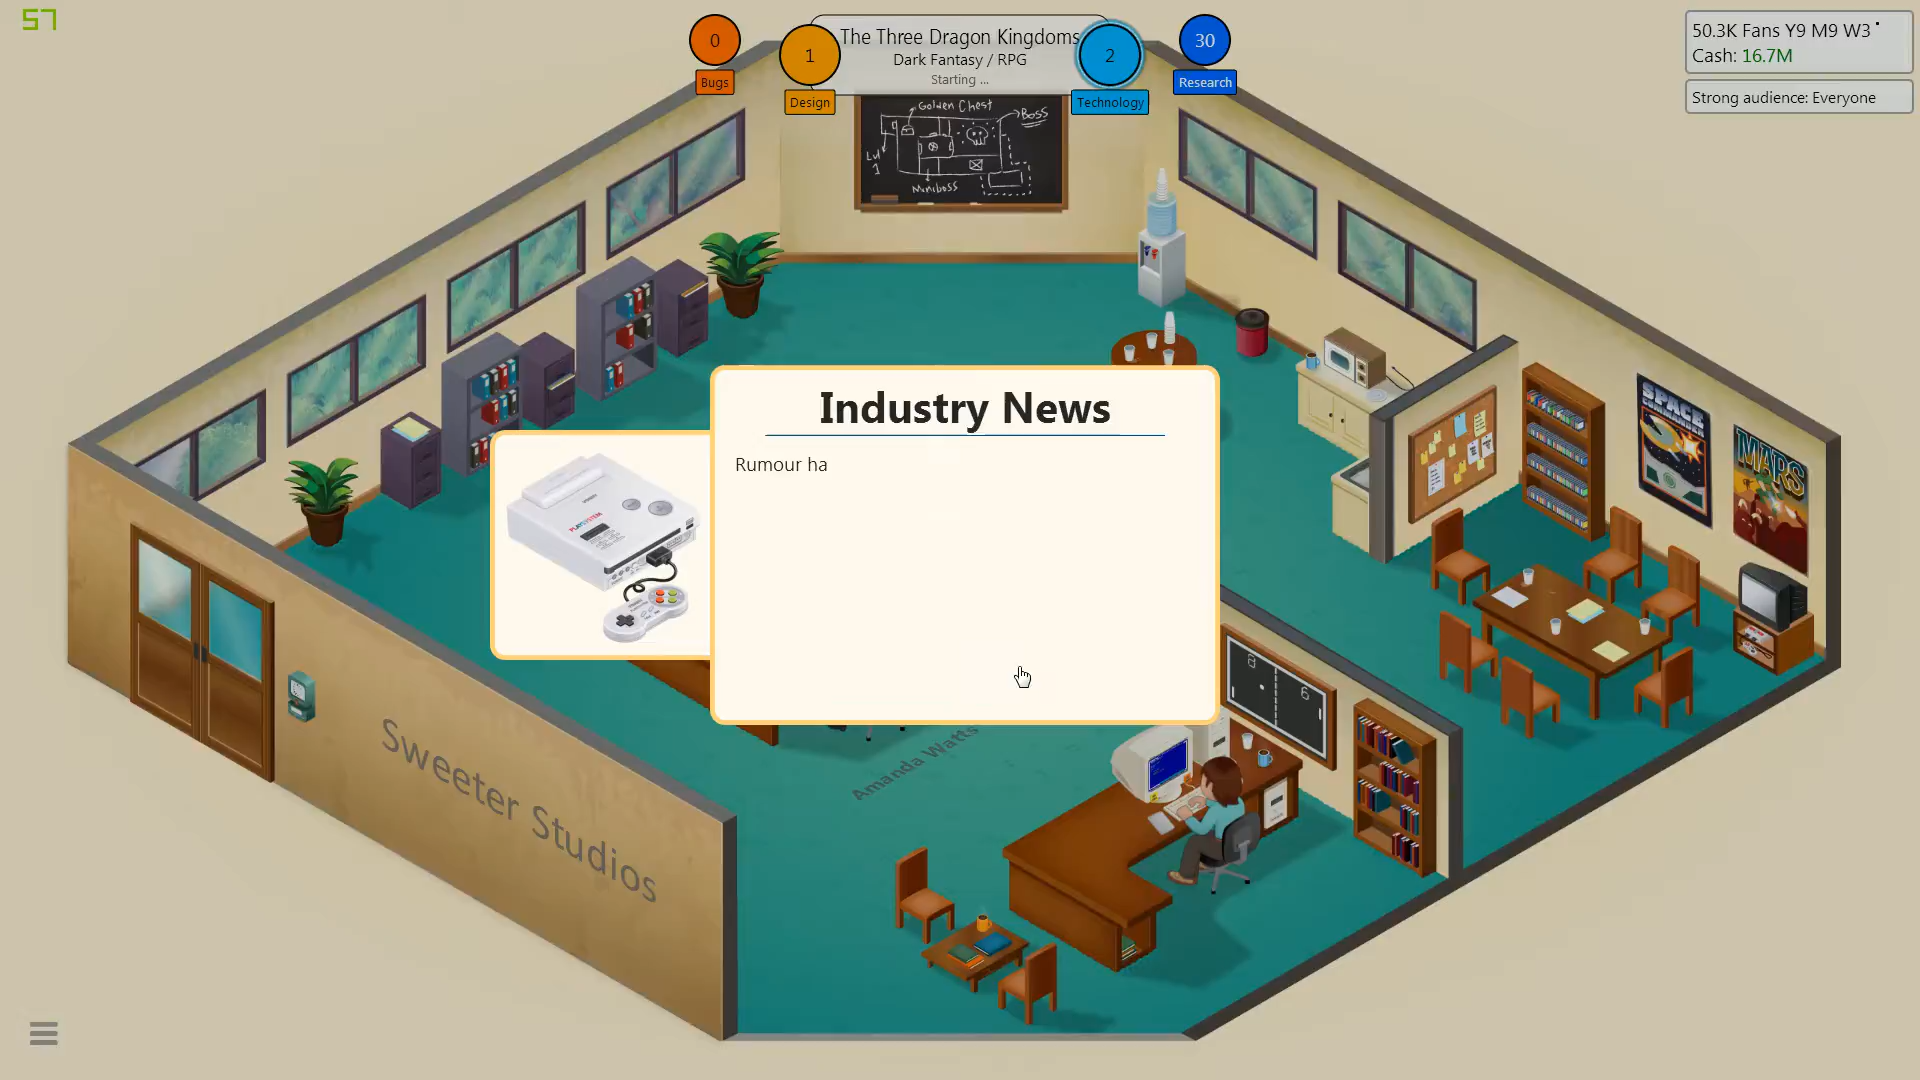 57
0
Bugs
1
Design
The Three Dragon Kingdoms
Dark Fantasy / RPG
Starting ...
2
Technology
30
Research
50.3K Fans Y9 M9 W3
Cash: 16.7M
Strong audience: Everyone
Golden Chest
Boss
Lvl
1
Miniboss
Industry News
Rumour ha
PLAYSYSTEM
SPACE
MARS
6
Amanda Watts
Sweeter Studios